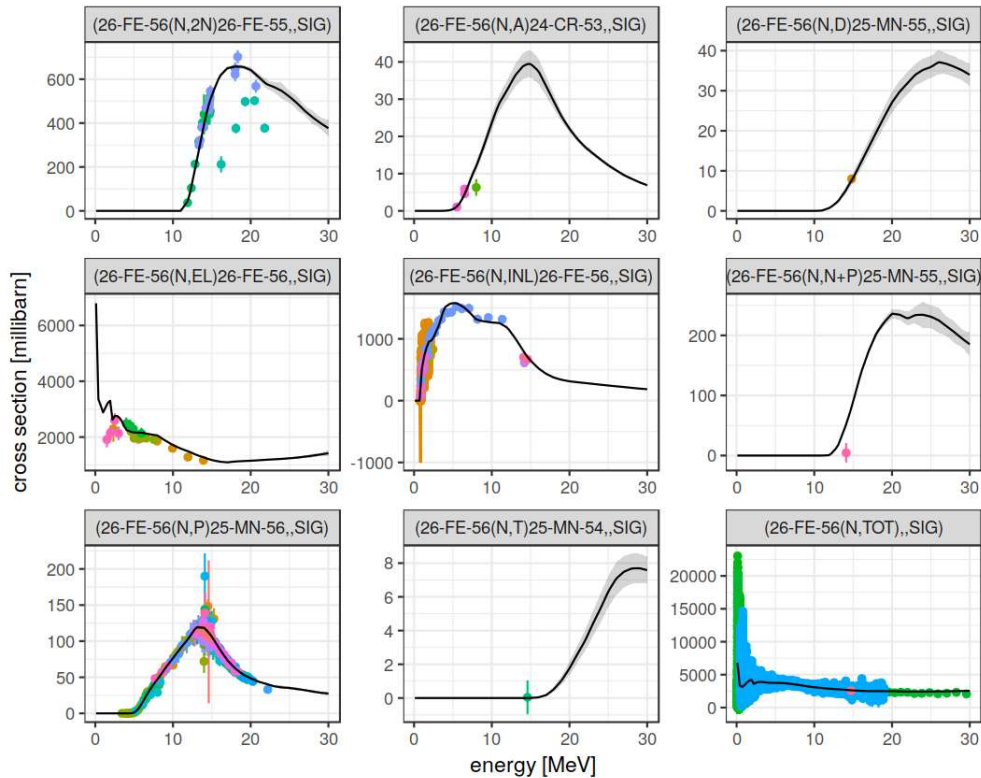 (26-FE-56(N,2N)26-FE-55,,SIG)
(26-FE-56(N,A)24-CR-53,,SIG)
(26-FE-56(N,D)25-MN-55,,SIG)
600
400
200
0
0 10 20 30
40
30
20
10
0
0 10 20 30
40
30
20
10
0
0 10 20 30
cross section [millibarn]
(26-FE-56(N,EL)26-FE-56,,SIG)
(26-FE-56(N,INL)26-FE-56,,SIG)
(26-FE-56(N,N+P)25-MN-55,,SIG)
6000
4000
2000
0 10 20 30
1000
0
-1000
0 10 20 30
200
100
0
0 10 20 30
(26-FE-56(N,P)25-MN-56,,SIG)
(26-FE-56(N,T)25-MN-54,,SIG)
(26-FE-56(N,TOT),,SIG)
200
150
100
50
0
0 10 20 30
8
6
4
2
0
0 10 20 30
20000
15000
10000
5000
0
0 10 20 30
energy [MeV]